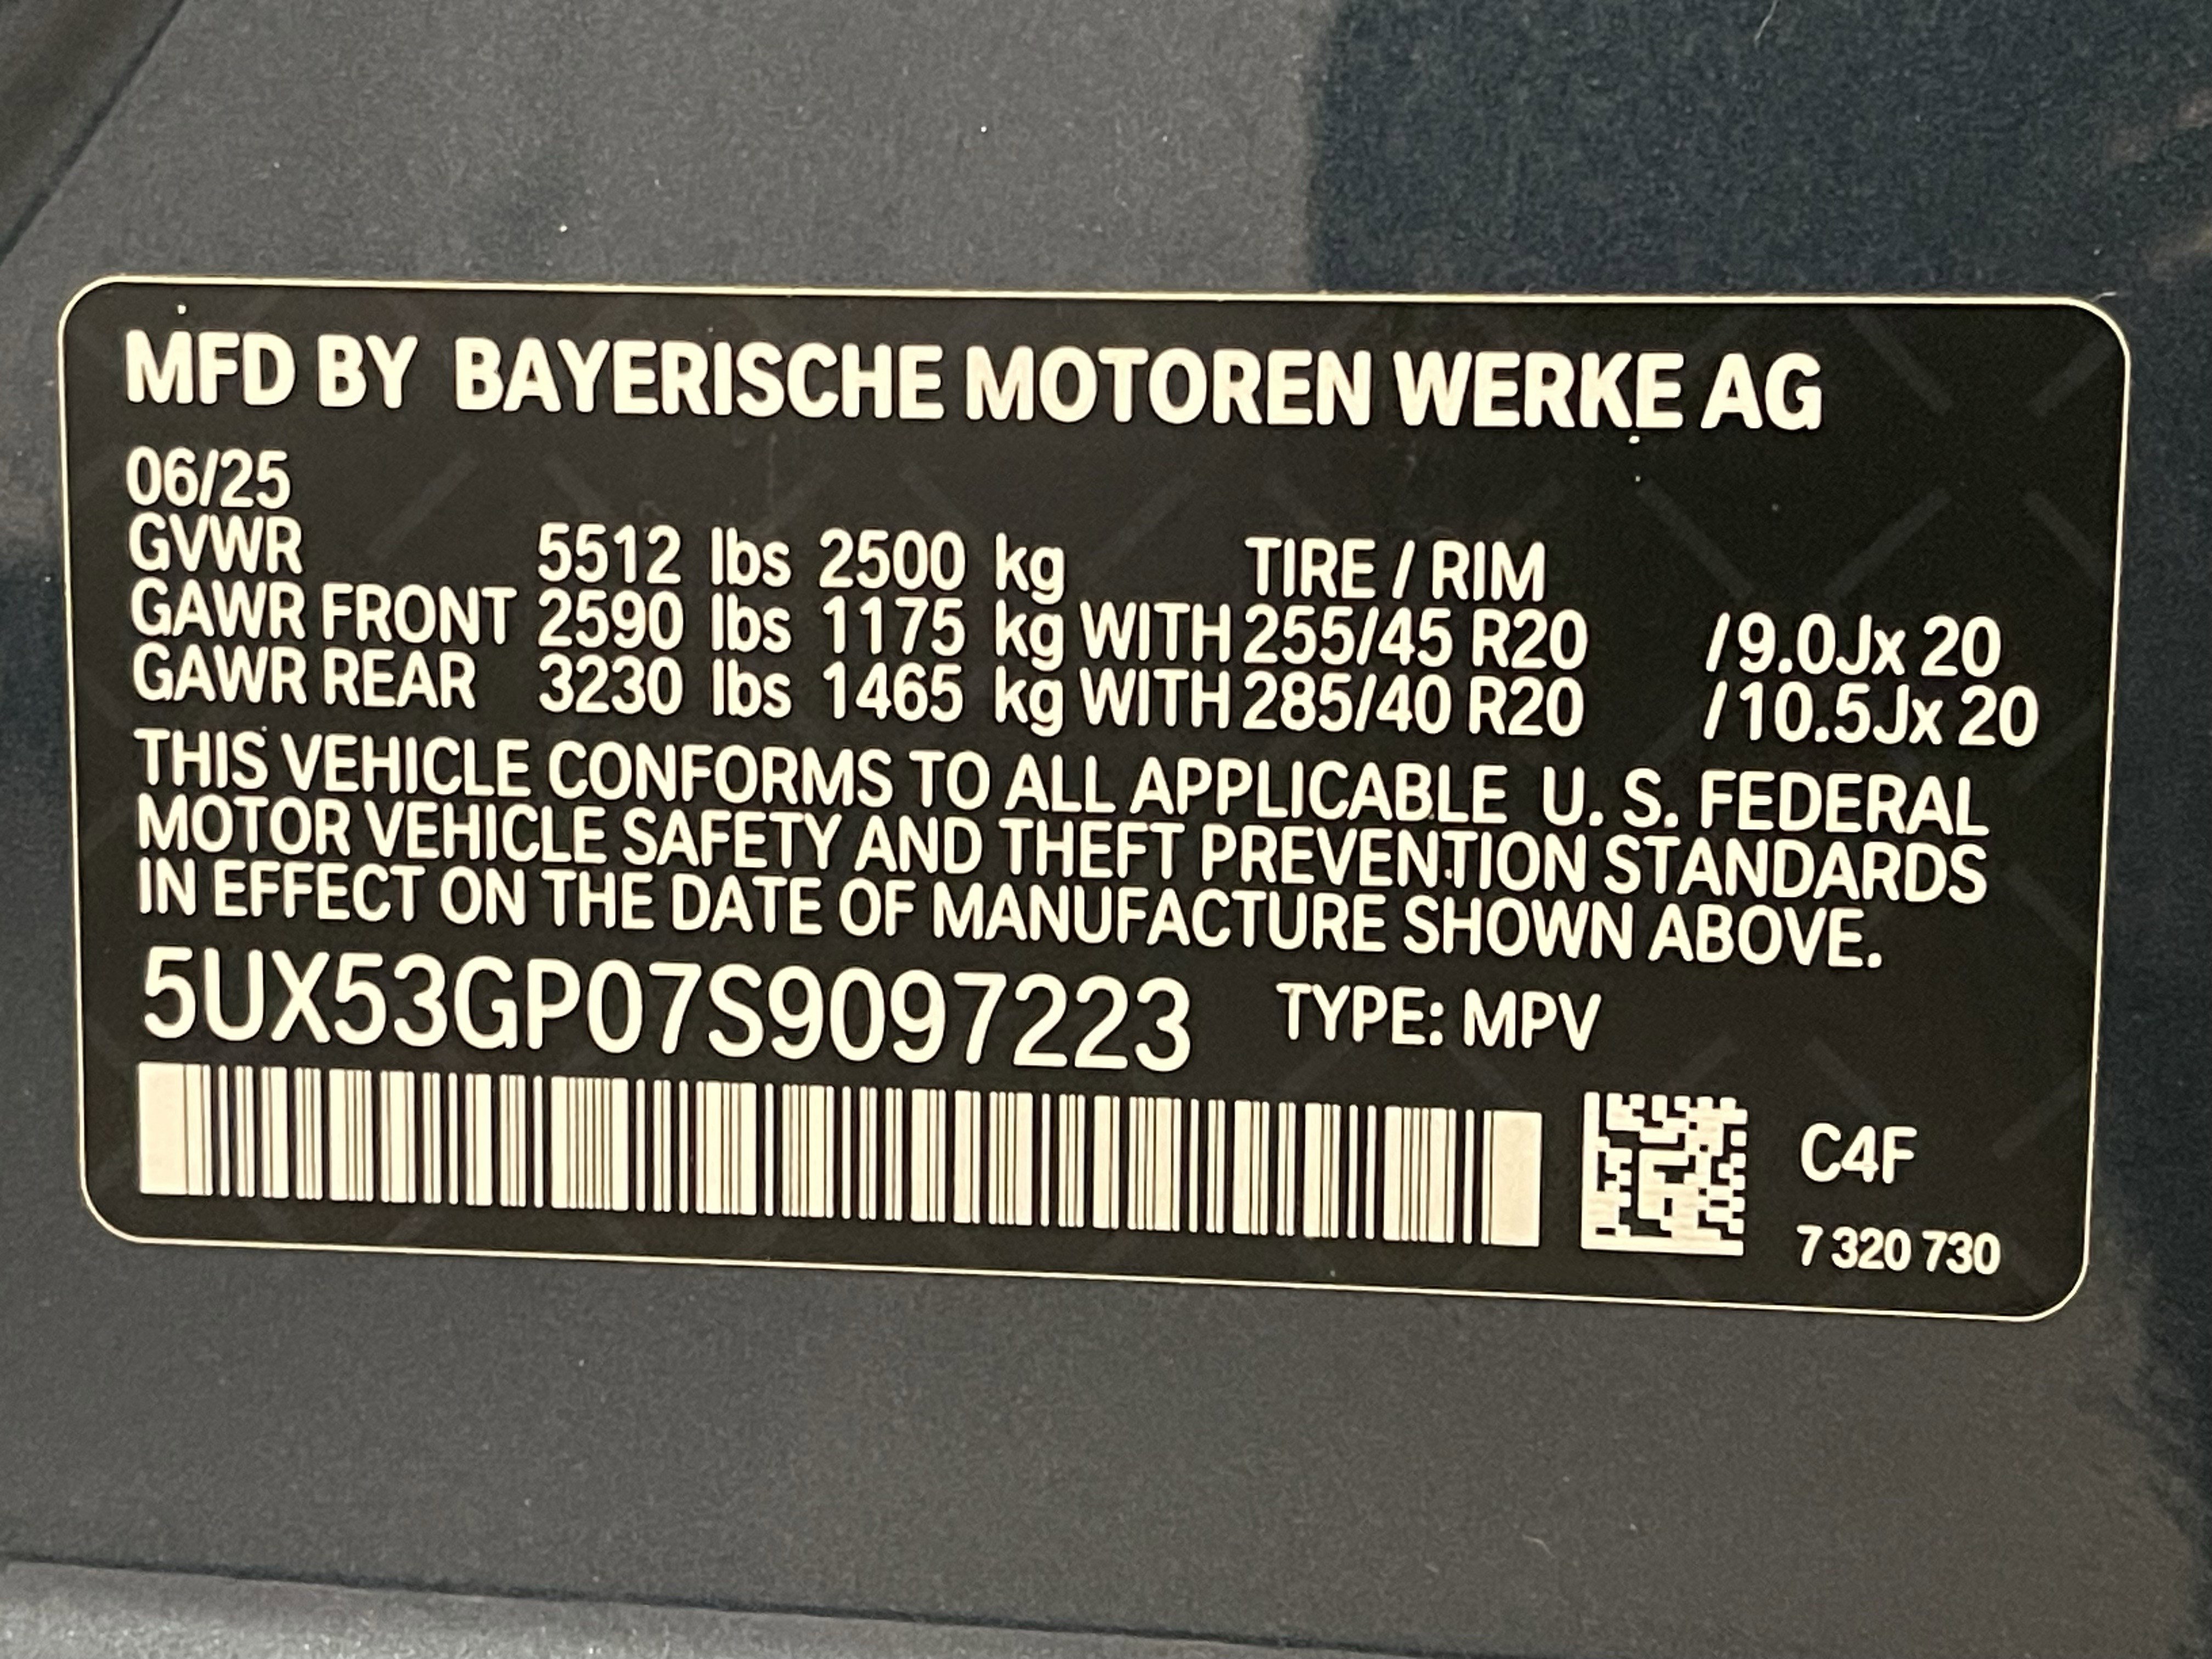 MFD BY BAYERISCHE MOTOREN WERKE AG
06/25
GVWR 5512 lbs 2500 kg TIRE / RIM
GAWR FRONT 2590 lbs 1175 kg WITH 255/45 R20 / 9.0Jx 20
GAWR REAR 3230 lbs 1465 kg WITH 285/40 R20 / 10.5Jx 20
THIS VEHICLE CONFORMS TO ALL APPLICABLE U. S. FEDERAL
MOTOR VEHICLE SAFETY AND THEFT PREVENTION STANDARDS
IN EFFECT ON THE DATE OF MANUFACTURE SHOWN ABOVE.
5UX53GP07S9097223 TYPE: MPV
C4F
7 320 730